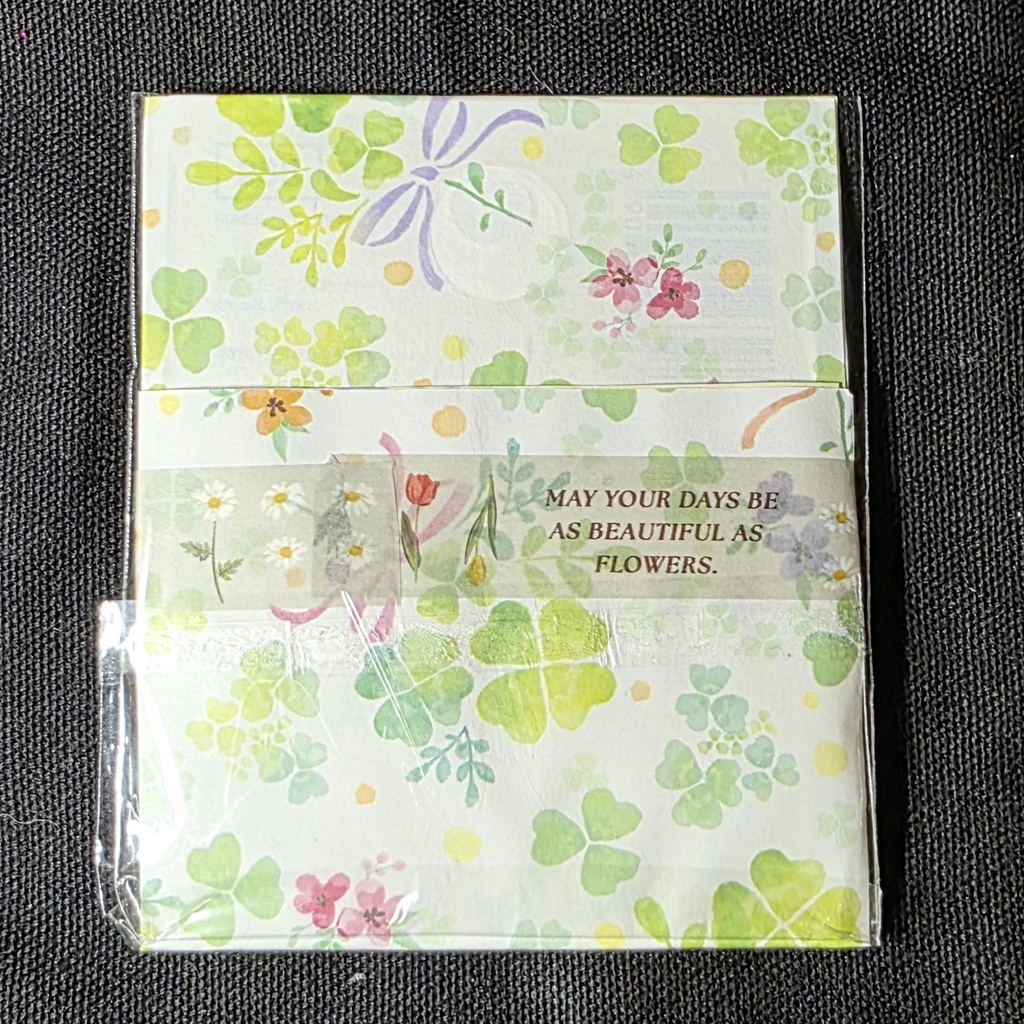 MAY YOUR DAYS BE
AS BEAUTIFUL AS
FLOWERS.